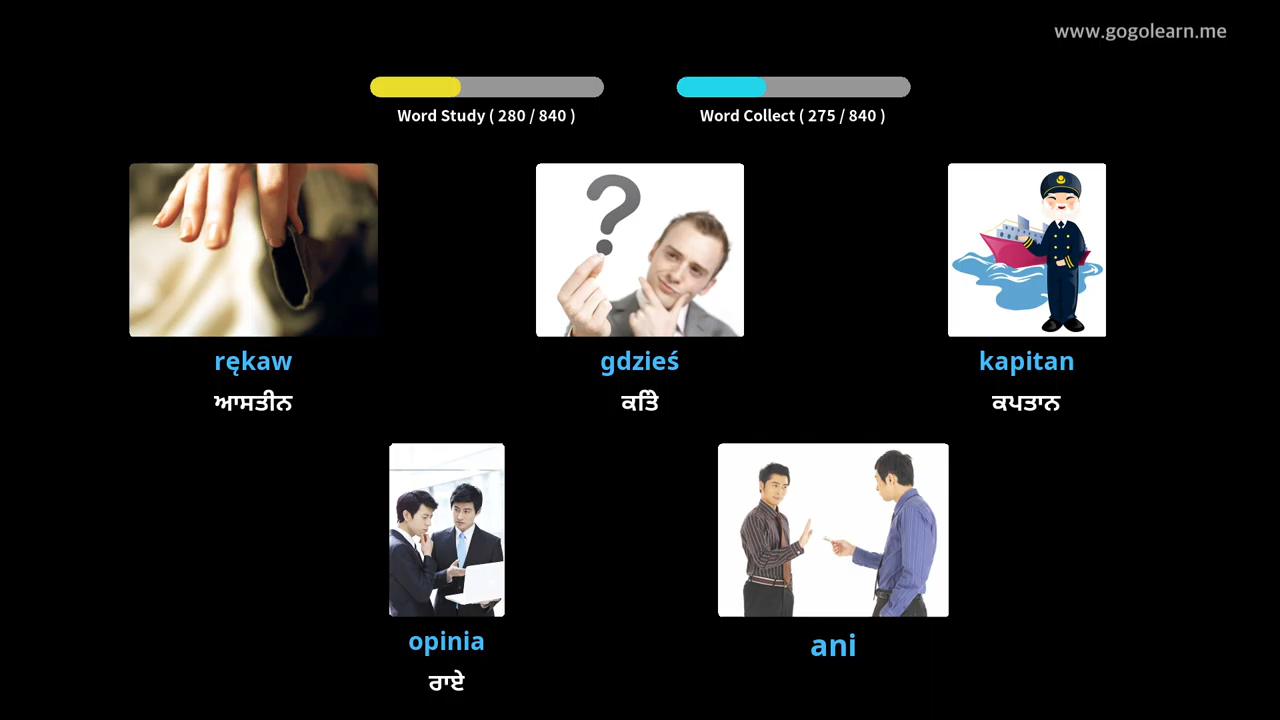 www.gogolearn.me
Word Study ( 280 / 840 )
Word Collect ( 275 / 840 )
rękaw
gdzieś
kapitan
ਆਸਤੀਨ
ਕਤਿੇ
ਕਪਤਾਨ
opinia
ani
ਰਾਏ